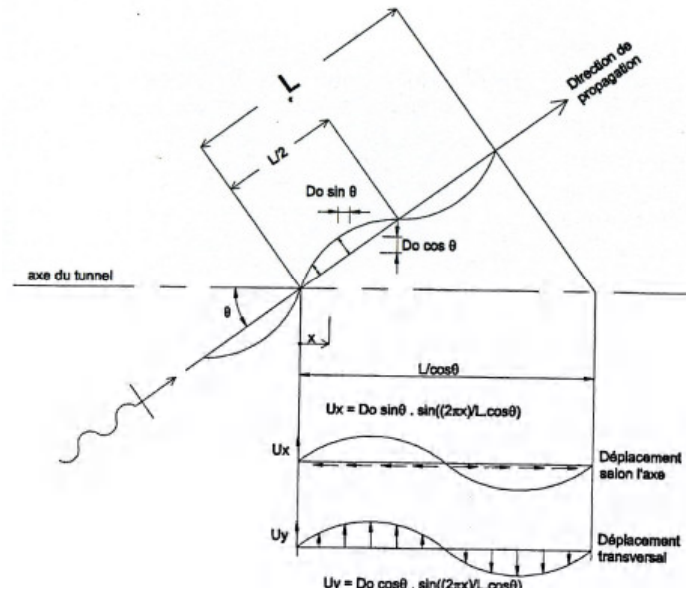 Direction de
propagation
L
L/2
Do sin θ
Do cos θ
axe du tunnel
θ
x
L/cosθ
Ux = Do sinθ . sin((2πx)/L.cosθ)
Ux
Déplacement
selon l'axe
Uy
Déplacement
transversal
Uy = Do cosθ . sin((2πx)/L.cosθ)